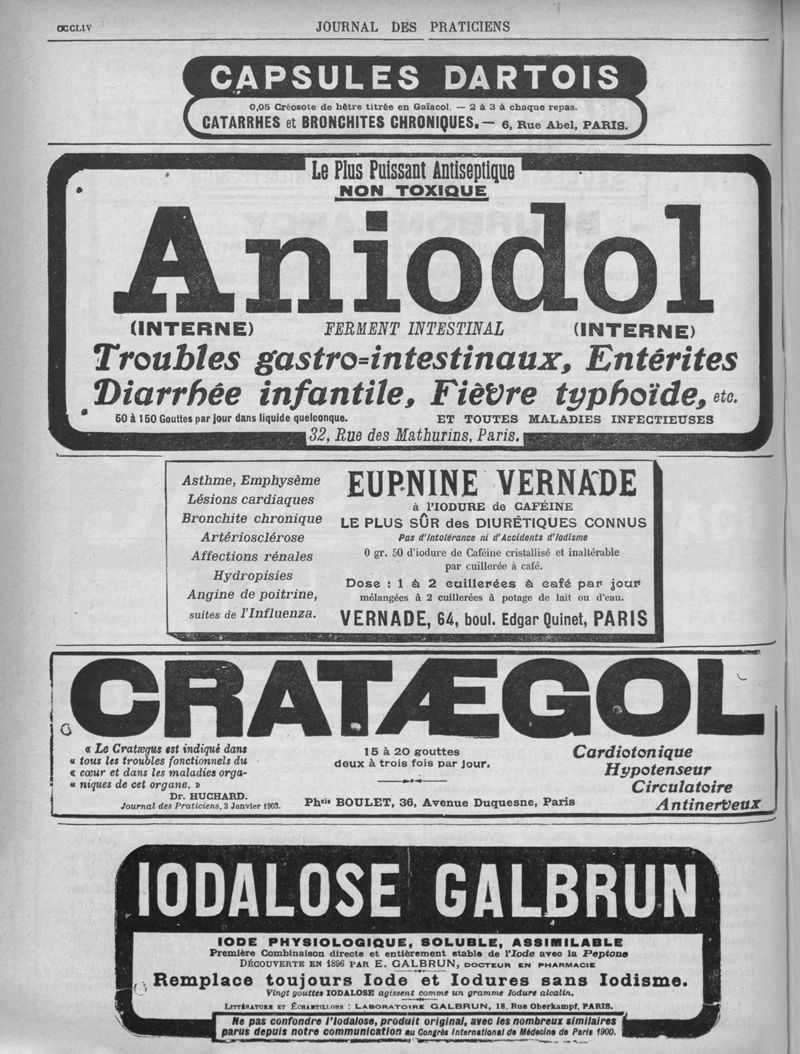 CCCLIV
JOURNAL DES PRATICIENS
CAPSULES DARTOIS
0,05 Créosote de hêtre titrée en Gaïacol. — 2 à 3 à chaque repas.
CATARRHES et BRONCHITES CHRONIQUES. — 6, Rue Abel, PARIS.
Le Plus Puissant Antiseptique
NON TOXIQUE
Aniodol
(INTERNE) FERMENT INTESTINAL (INTERNE)
Troubles gastro=intestinaux, Entérites
Diarrhée infantile, Fièvre typhoïde, etc.
50 à 150 Gouttes par jour dans liquide quelconque. ET TOUTES MALADIES INFECTIEUSES
32, Rue des Mathurins, Paris.
Asthme, Emphysème
Lésions cardiaques
Bronchite chronique
Artériosclérose
Affections rénales
Hydropisies
Angine de poitrine,
suites de l'Influenza.
EUPNINE VERNADE
à l'IODURE de CAFÉINE
LE PLUS SÛR des DIURÉTIQUES CONNUS
Pas d'Intolérance ni d'Accidents d'Iodisme
0 gr. 50 d'iodure de Caféine cristallisé et inaltérable
par cuillerée à café.
Dose : 1 à 2 cuillerées à café par jour
mélangées à 2 cuillerées à potage de lait ou d'eau.
VERNADE, 64, boul. Edgar Quinet, PARIS
CRATÆGOL
« Le Cratægus est indiqué dans
« tous les troubles fonctionnels du
« cœur et dans les maladies orga-
« niques de cet organe. »
Dr. HUCHARD.
Journal des Praticiens, 3 Janvier 1903.
15 à 20 gouttes
deux à trois fois par jour.
Phcie BOULET, 36, Avenue Duquesne, Paris
Cardiotonique
Hypotenseur
Circulatoire
Antinerveux
IODALOSE GALBRUN
IODE PHYSIOLOGIQUE, SOLUBLE, ASSIMILABLE
Première Combinaison directe et entièrement stable de l'Iode avec la Peptone
DÉCOUVERTE EN 1896 PAR E. GALBRUN, DOCTEUR EN PHARMACIE
Remplace toujours Iode et Iodures sans Iodisme.
Vingt gouttes IODALOSE agissent comme un gramme Iodure alcalin.
LITTÉRATURE ET ÉCHANTILLONS : LABORATOIRE GALBRUN, 18, Rue Oberkampf, PARIS.
Ne pas confondre l'Iodalose, produit original, avec les nombreux similaires
parus depuis notre communication au Congrès International de Médecine de Paris 1900.